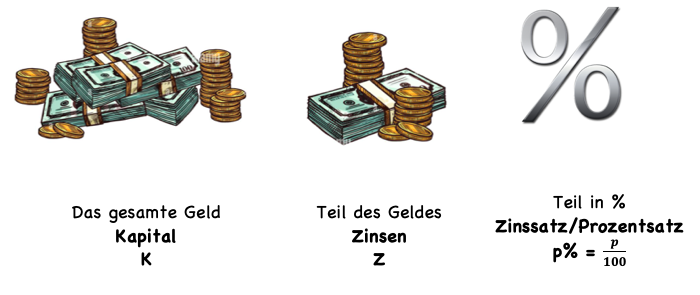 Das gesamte Geld
Kapital
K
Teil des Geldes
Zinsen
Z
Teil in %
Zinssatz/Prozentsatz
p% = p/100